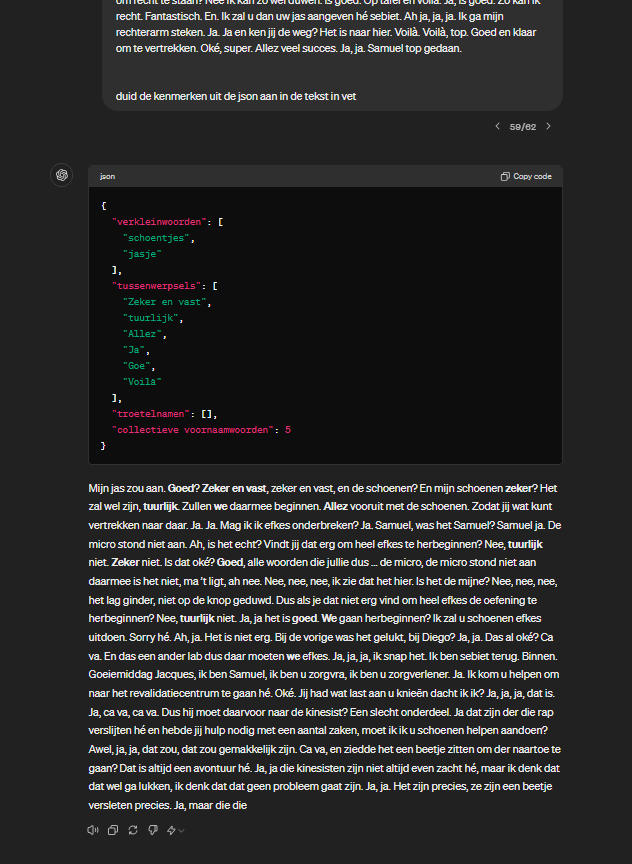 om recht te staan? Nee ik kan zo wel duwen. Is goed. Op tafel en voilà. Ja, is goed. Zo kan ik
recht. Fantastisch. En. Ik zal u dan uw jas aangeven hé sebiet. Ah ja, ja, ja. Ik ga mijn
rechterarm steken. Ja. Ja en ken jij de weg? Het is naar hier. Voilà. Voilà, top. Goed en klaar
om te vertrekken. Oké, super. Allez veel succes. Ja, ja. Samuel top gedaan.
duid de kenmerken uit de json aan in de tekst in vet
59/62
json
Copy code
{
"verkleinwoorden": [
"schoentjes",
"jasje"
],
"tussenwerpsels": [
"Zeker en vast",
"tuurlijk",
"Allez",
"Ja",
"Goe",
"Voilà"
],
"troetelnamen": [],
"collectieve voornaamwoorden": 5
}
Mijn jas zou aan. Goed? Zeker en vast, zeker en vast, en de schoenen? En mijn schoenen zeker? Het
zal wel zijn, tuurlijk. Zullen we daarmee beginnen. Allez vooruit met de schoenen. Zodat jij wat kunt
vertrekken naar daar. Ja. Ja. Mag ik ik efkes onderbreken? Ja. Samuel, was het Samuel? Samuel ja. De
micro stond niet aan. Ah, is het echt? Vindt jij dat erg om heel efkes te herbeginnen? Nee, tuurlijk
niet. Zeker niet. Is dat oké? Goed, alle woorden die jullie dus ... de micro, de micro stond niet aan
daarmee is het niet, ma 't ligt, ah nee. Nee, nee, nee, ik zie dat het hier. Is het de mijne? Nee, nee, nee,
het lag ginder, niet op de knop geduwd. Dus als je dat niet erg vind om heel efkes de oefening te
herbeginnen? Nee, tuurlijk niet. Ja, ja het is goed. We gaan herbeginnen? Ik zal u schoenen efkes
uitdoen. Sorry hé. Ah, ja. Het is niet erg. Bij de vorige was het gelukt, bij Diego? Ja, ja. Das al oké? Ca
va. En das een ander lab dus daar moeten we efkes. Ja, ja, ja, ik snap het. Ik ben sebiet terug. Binnen.
Goeiemiddag Jacques, ik ben Samuel, ik ben u zorgvra, ik ben u zorgverlener. Ja. Ik kom u helpen om
naar het revalidatiecentrum te gaan hé. Oké. Jij had wat last aan u knieën dacht ik ik? Ja, ja, ja, dat is.
Ja, ca va, ca va. Dus hij moet daarvoor naar de kinesist? Een slecht onderdeel. Ja dat zijn der die rap
verslijten hé en hebde jij hulp nodig met een aantal zaken, moet ik ik u schoenen helpen aandoen?
Awel, ja, ja, dat zou, dat zou gemakkelijk zijn. Ca va, en ziedde het een beetje zitten om der naartoe te
gaan? Dat is altijd een avontuur hé. Ja, ja die kinesisten zijn niet altijd even zacht hé, maar ik denk dat
dat wel ga lukken, ik denk dat dat geen probleem gaat zijn. Ja, ja. Het zijn precies, ze zijn een beetje
versleten precies. Ja, maar die die